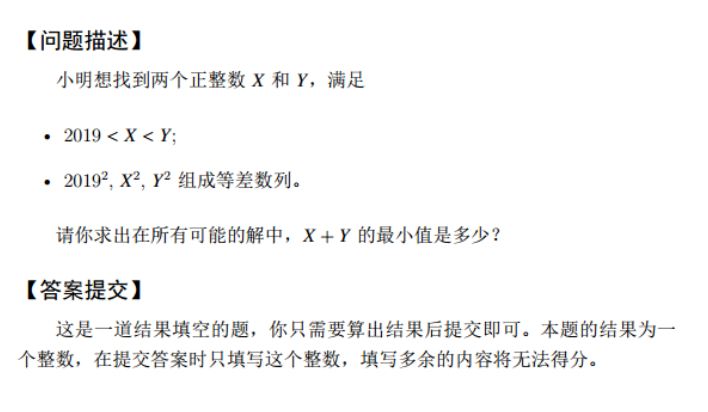 【问题描述】
小明想找到两个正整数 X 和 Y，满足
• 2019 < X < Y;
• 2019², X², Y² 组成等差数列。
请你求出在所有可能的解中，X + Y 的最小值是多少？
【答案提交】
这是一道结果填空的题，你只需要算出结果后提交即可。本题的结果为一
个整数，在提交答案时只填写这个整数，填写多余的内容将无法得分。